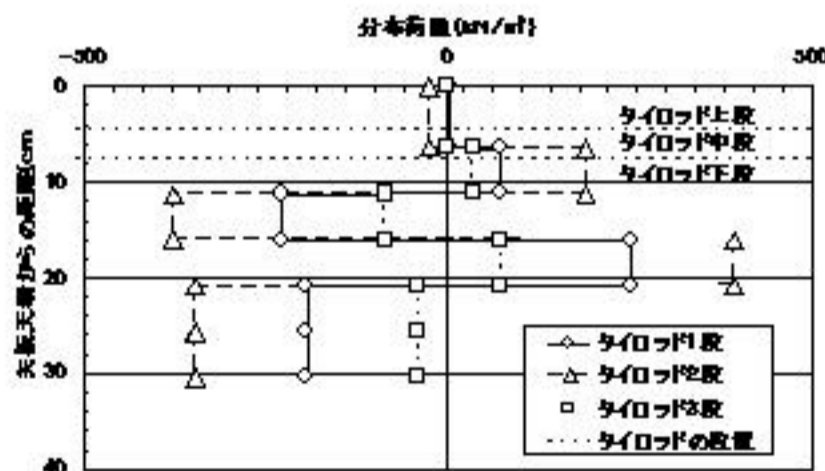 分布荷重(kN/㎡)
-500 0 500
0
タイロッド上段
タイロッド中段
タイロッド下段
10
20
30
40
矢板天端からの距離cm
タイロッド1段
タイロッド2段
タイロッド3段
タイロッドの位置